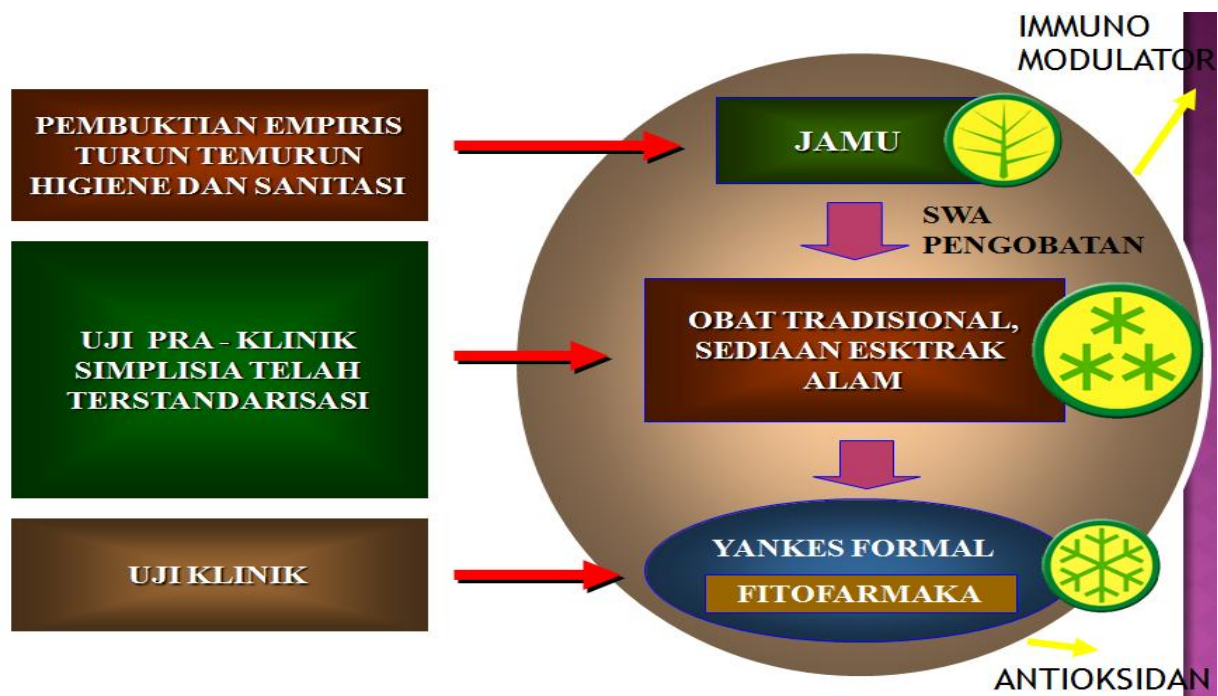 IMMUNO
MODULATOR
PEMBUKTIAN EMPIRIS
TURUN TEMURUN
HIGIENE DAN SANITASI
JAMU
SWA
PENGOBATAN
UJI PRA - KLINIK
SIMPLISIA TELAH
TERSTANDARISASI
OBAT TRADISIONAL,
SEDIAAN ESKTRAK
ALAM
UJI KLINIK
YANKES FORMAL
FITOFARMAKA
ANTIOKSIDAN